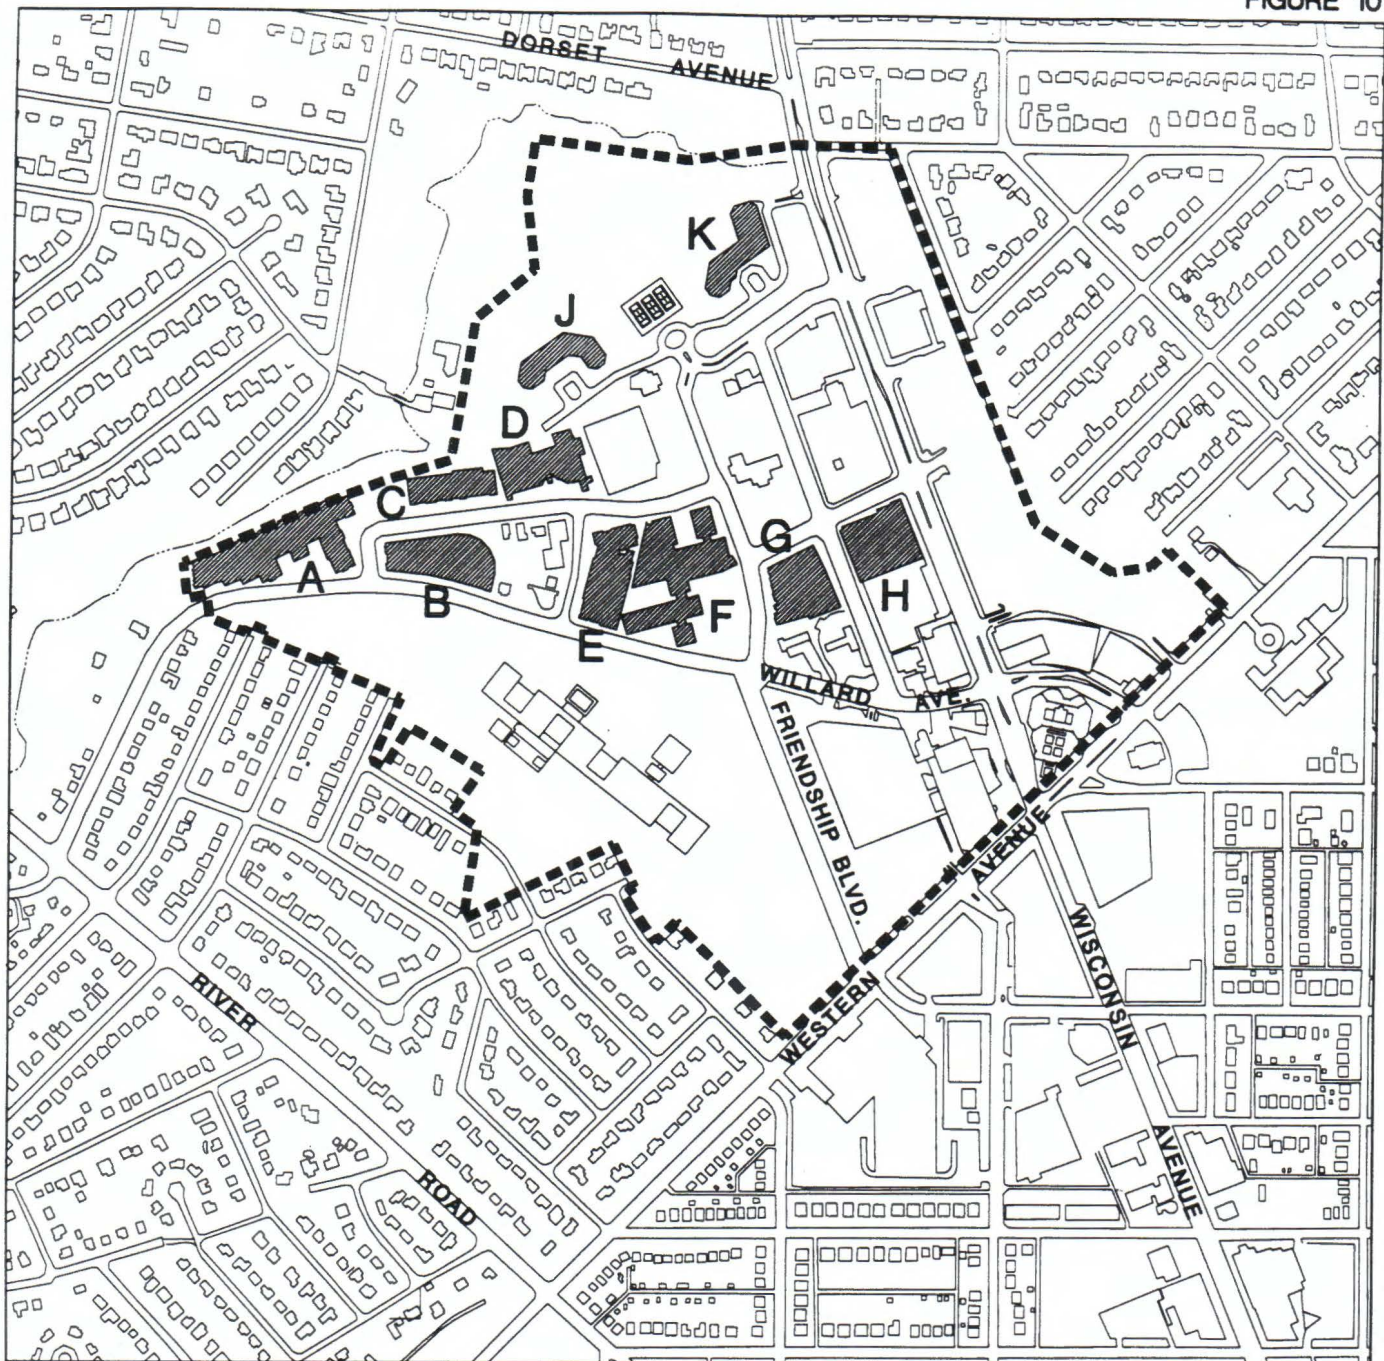 FIGURE 10
DORSET AVENUE
K
J
D
C
A
B
E
F
G
H
WILLARD AVE.
FRIENDSHIP BLVD.
WESTERN AVENUE
WISCONSIN AVENUE
RIVER ROAD